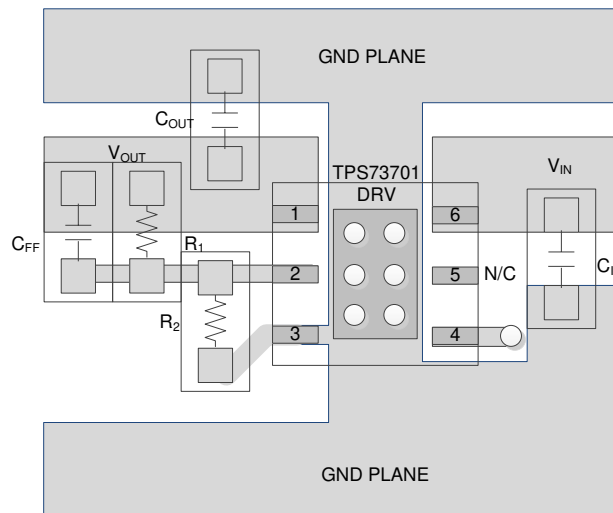 GND PLANE
COUT
VOUT
TPS73701
DRV
VIN
1
6
CFF
R1
2
5
N/C
R2
3
4
GND PLANE